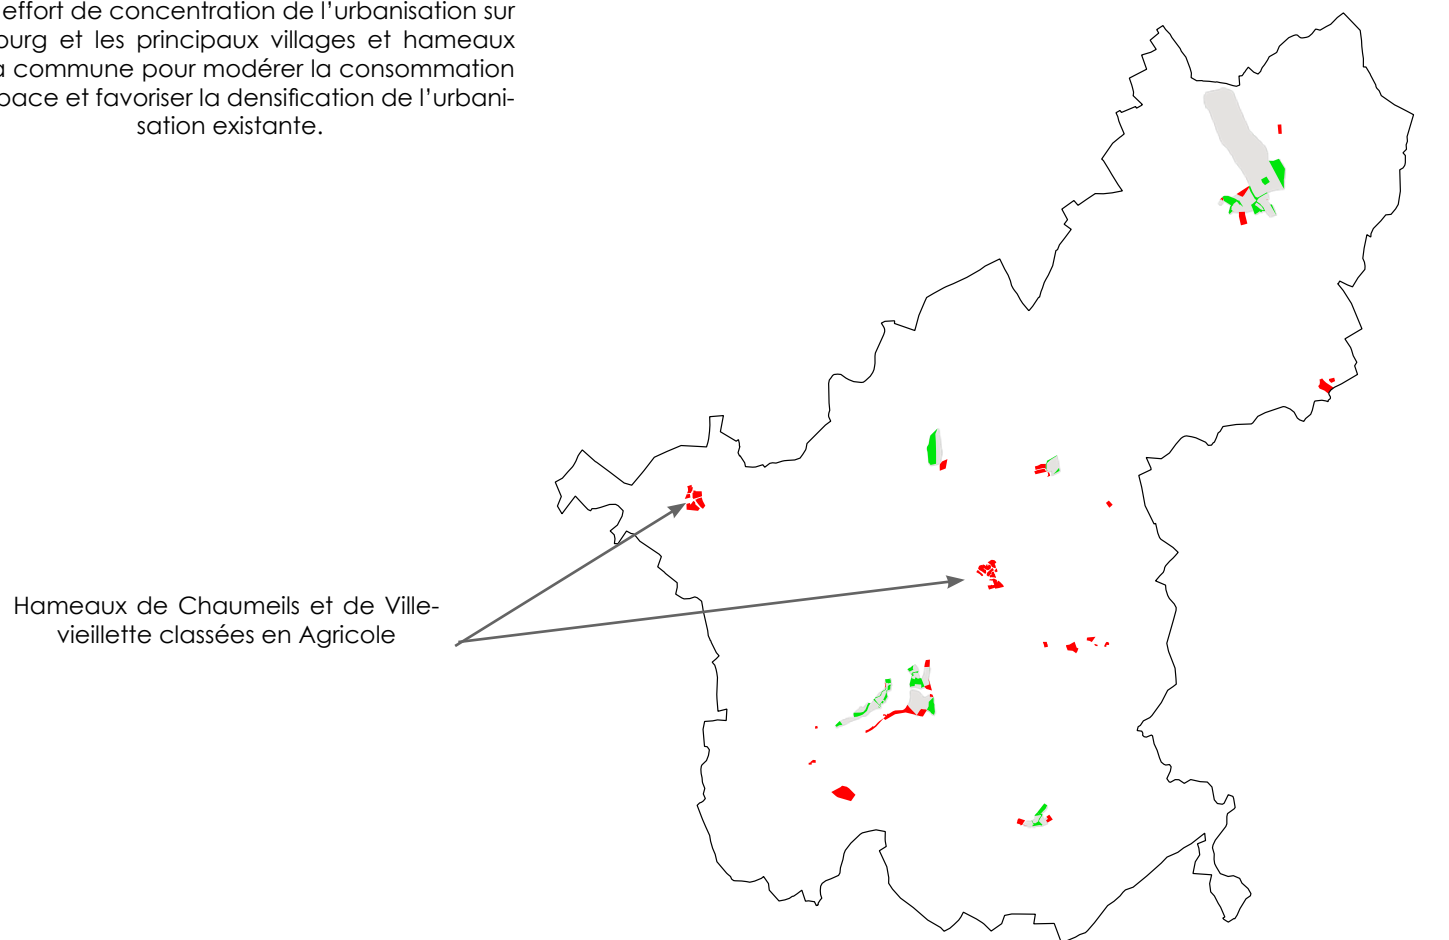 effort de concentration de l'urbanisation sur
ourg et les principaux villages et hameaux
a commune pour modérer la consommation
pace et favoriser la densification de l'urbani-
sation existante.
Hameaux de Chaumeils et de Ville-
vieillette classées en Agricole